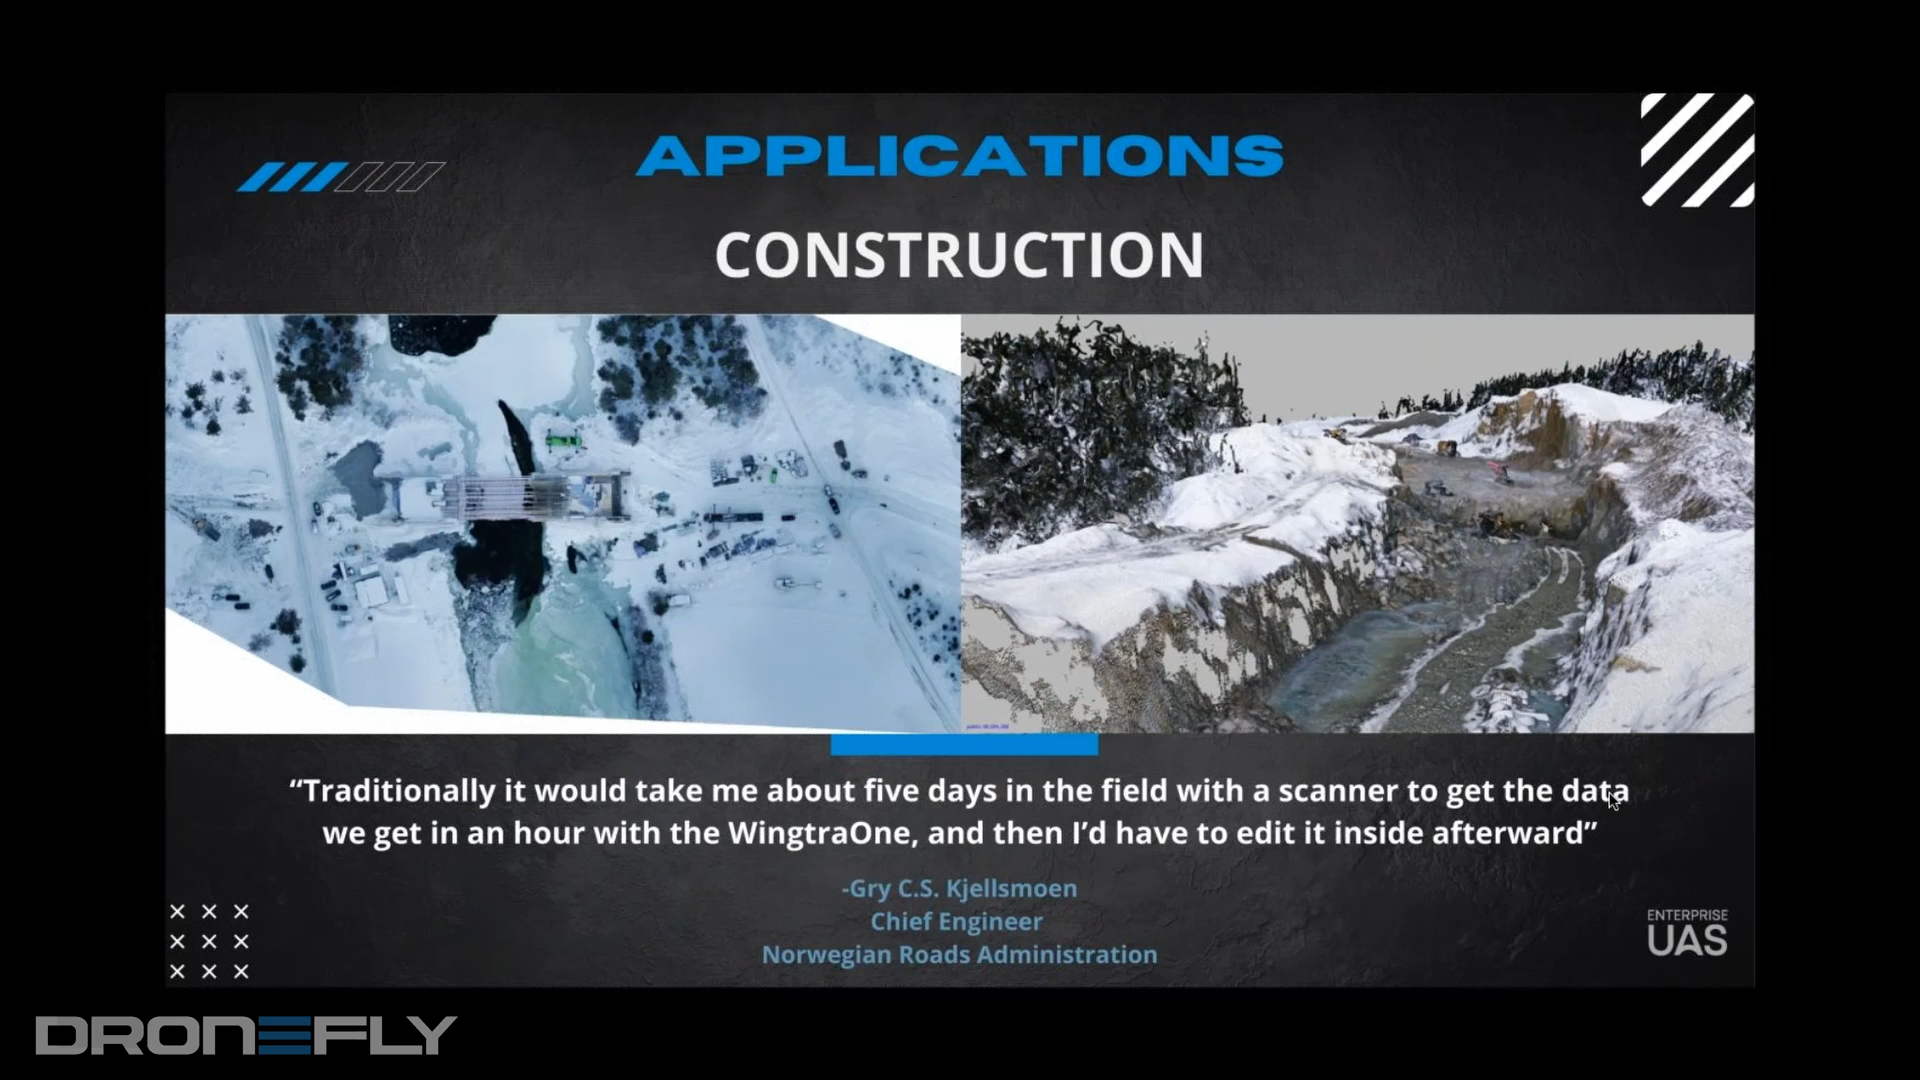 APPLICATIONS
CONSTRUCTION
“Traditionally it would take me about five days in the field with a scanner to get the data
we get in an hour with the WingtraOne, and then I’d have to edit it inside afterward”
-Gry C.S. Kjellsmoen
Chief Engineer
Norwegian Roads Administration
ENTERPRISE
UAS
DRONEFLY